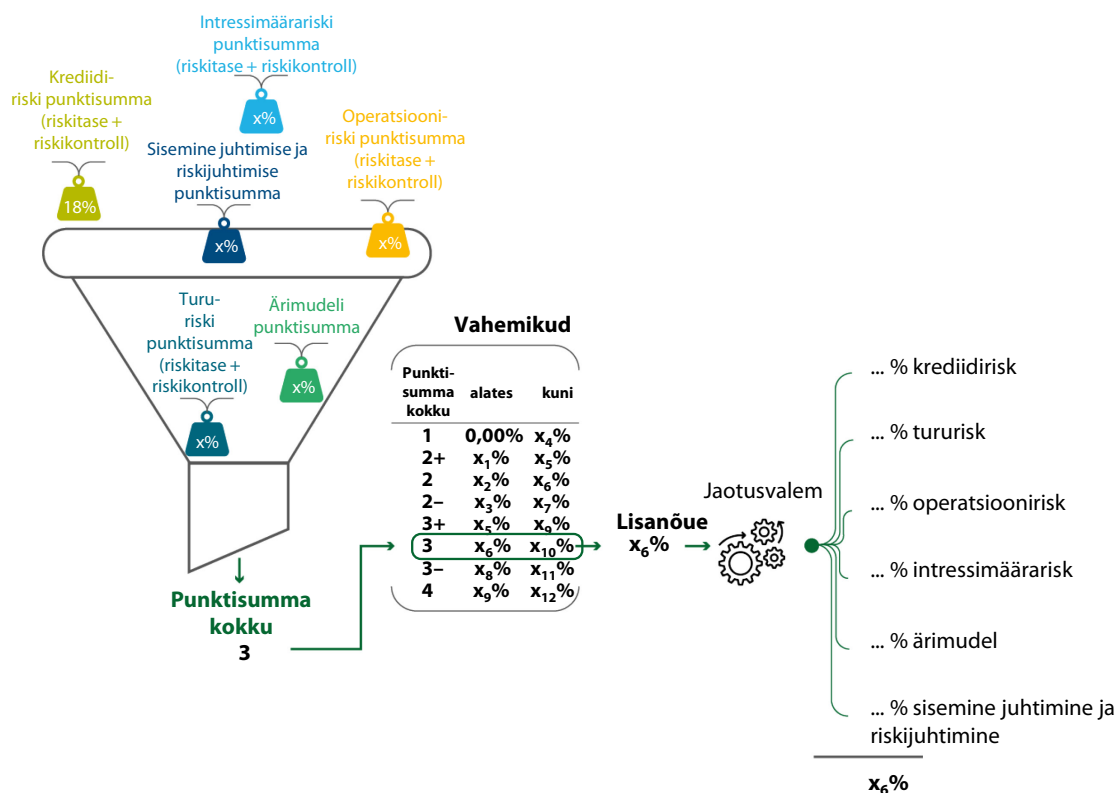 Intressimäärariski
punktisumma
(riskitase + riskikontroll)
x%
Krediidi-
riski punktisumma
(riskitase +
riskikontroll)
18%
Sisemine juhtimise ja
riskijuhtimise
punktisumma
x%
Operatsiooni-
riski punktisumma
(riskitase +
riskikontroll)
x%
Turu-
riski
punktisumma
(riskitase +
riskikontroll)
x%
Ärimudeli
punktisumma
x%
Punktisumma
kokku
3
Vahemikud
Punkti-
summa
kokku
alates
kuni
1 0,00% x4%
2+ x1% x5%
2 x2% x6%
2– x3% x7%
3+ x5% x9%
3 x6% x10%
3– x8% x11%
4 x9% x12%
Lisanõue
x6%
Jaotusvalem
... % krediidirisk
... % tururisk
... % operatsioonirisk
... % intressimäärarisk
... % ärimudel
... % sisemine juhtimine ja
riskijuhtimine
x6%